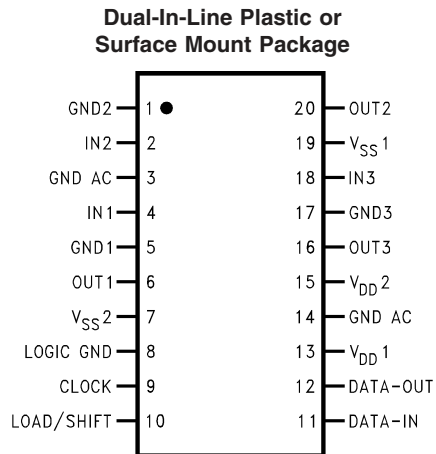 Dual-In-Line Plastic or
Surface Mount Package
GND2 1 20 OUT2
IN2 2 19 VSS1
GND AC 3 18 IN3
IN1 4 17 GND3
GND1 5 16 OUT3
OUT1 6 15 VDD2
VSS2 7 14 GND AC
LOGIC GND 8 13 VDD1
CLOCK 9 12 DATA-OUT
LOAD/SHIFT 10 11 DATA-IN